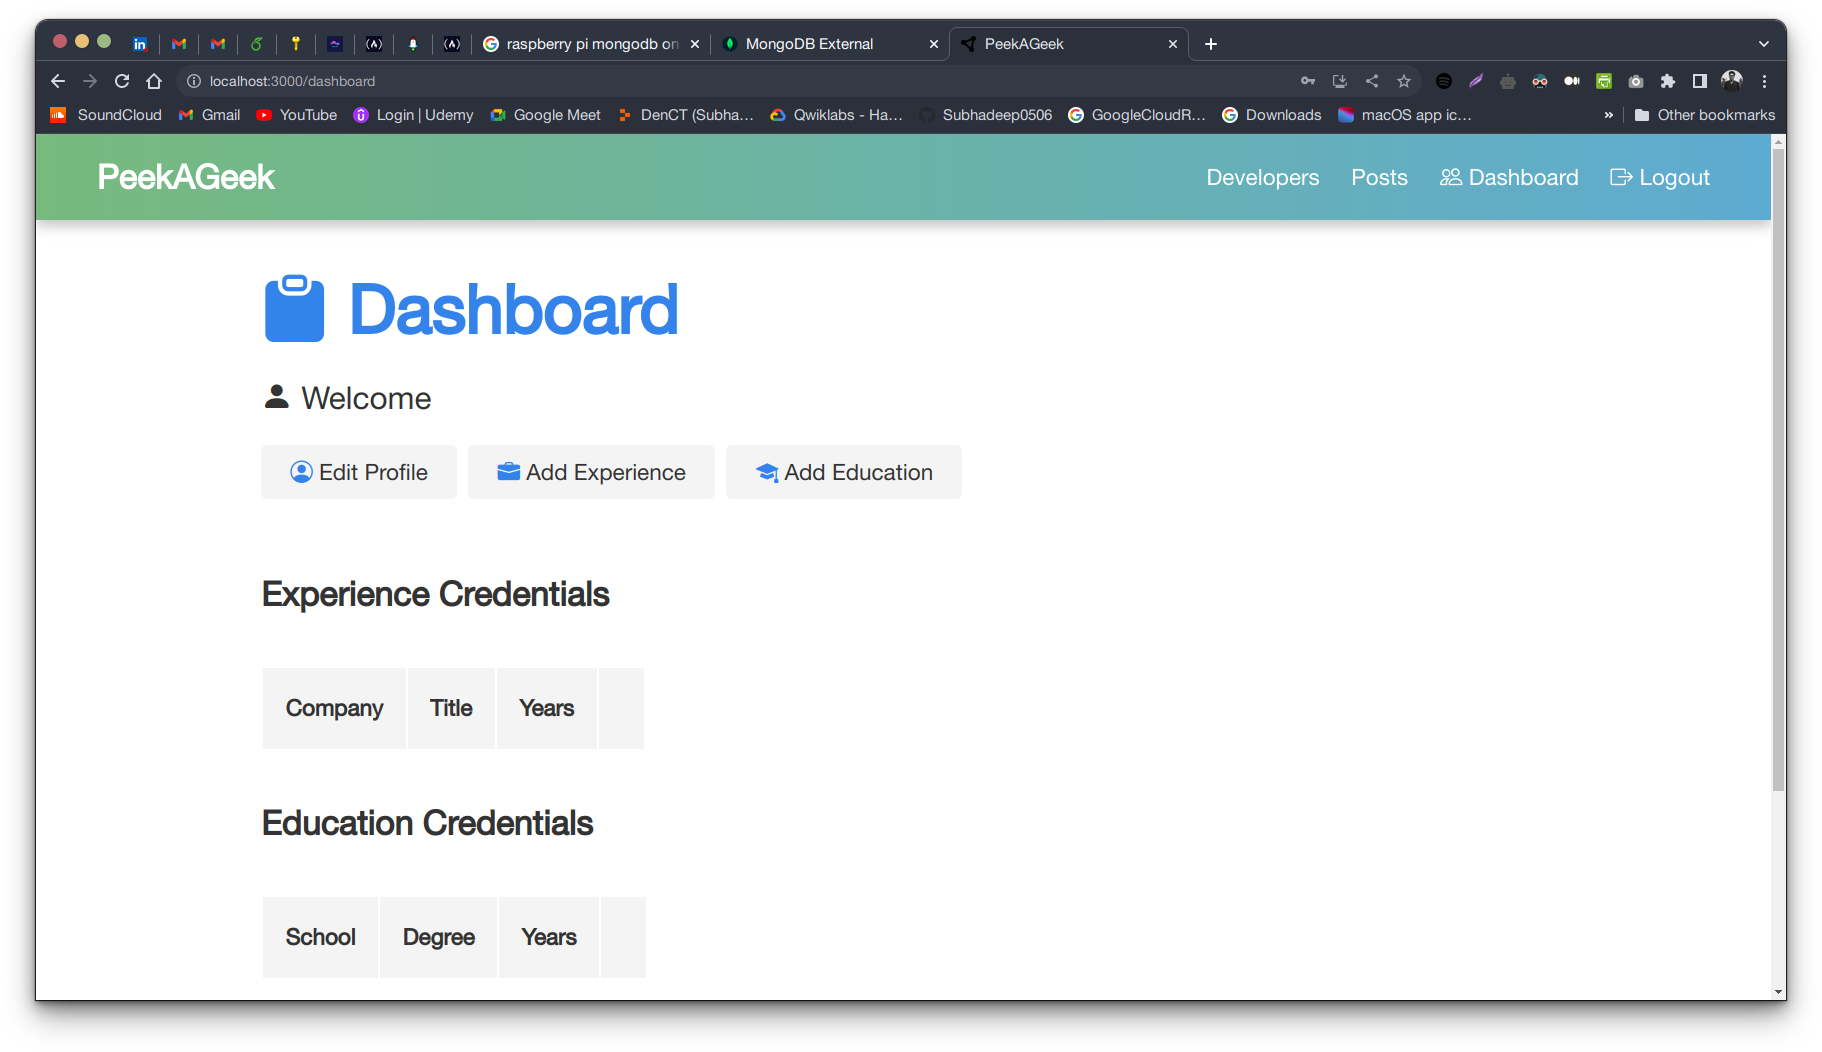 raspberry pi mongodb on
MongoDB External
PeekAGeek
localhost:3000/dashboard
SoundCloud
Gmail
YouTube
Login | Udemy
Google Meet
DenCT (Subha...
Qwiklabs - Ha...
Subhadeep0506
GoogleCloudR...
Downloads
macOS app ic...
»
Other bookmarks
PeekAGeek
Developers
Posts
Dashboard
Logout
Dashboard
Welcome
Edit Profile
Add Experience
Add Education
Experience Credentials
Company
Title
Years
Education Credentials
School
Degree
Years